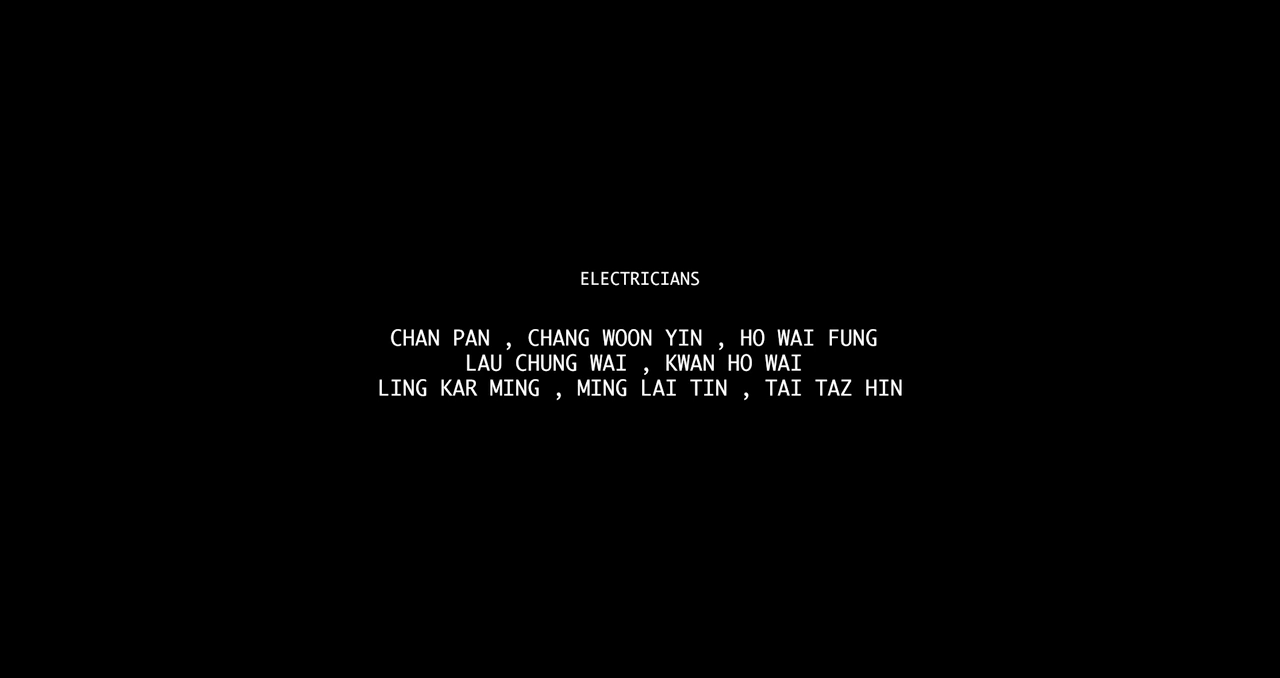 ELECTRICIANS
CHAN PAN , CHANG WOON YIN , HO WAI FUNG
LAU CHUNG WAI , KWAN HO WAI
LING KAR MING , MING LAI TIN , TAI TAZ HIN